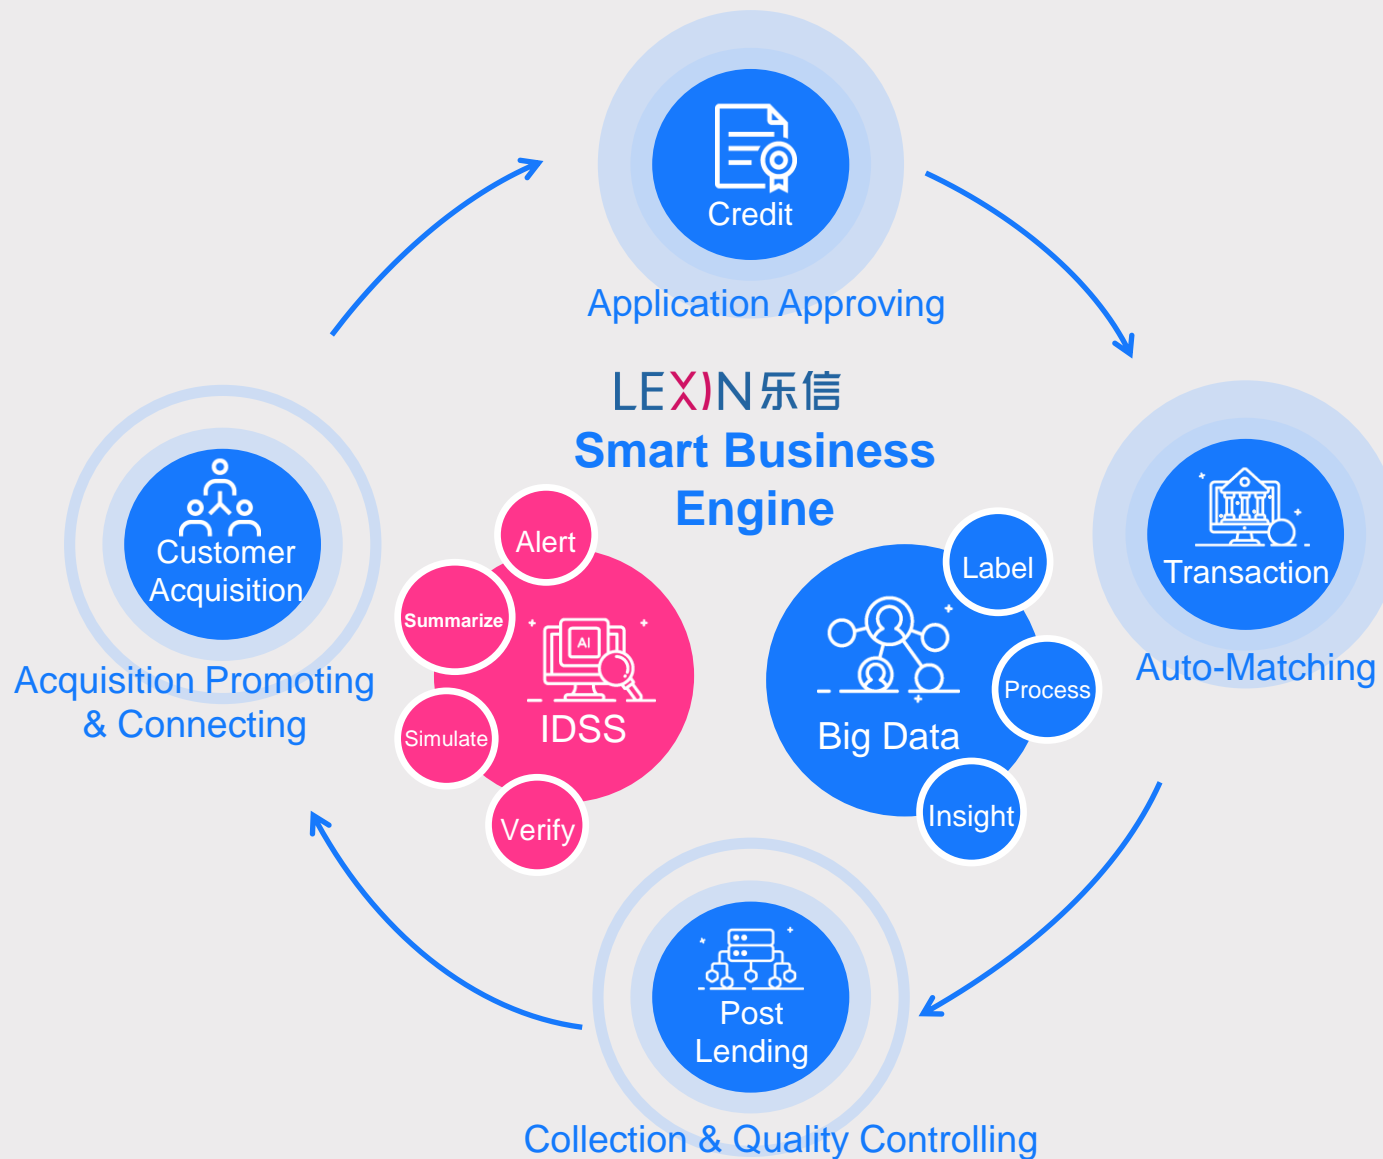 Credit
Application Approving
LEXIN乐信
Smart Business
Engine
Customer
Acquisition
Acquisition Promoting
& Connecting
Alert
Summarize
AI
IDSS
Simulate
Verify
Label
Process
Big Data
Insight
Transaction
Auto-Matching
Post
Lending
Collection & Quality Controlling